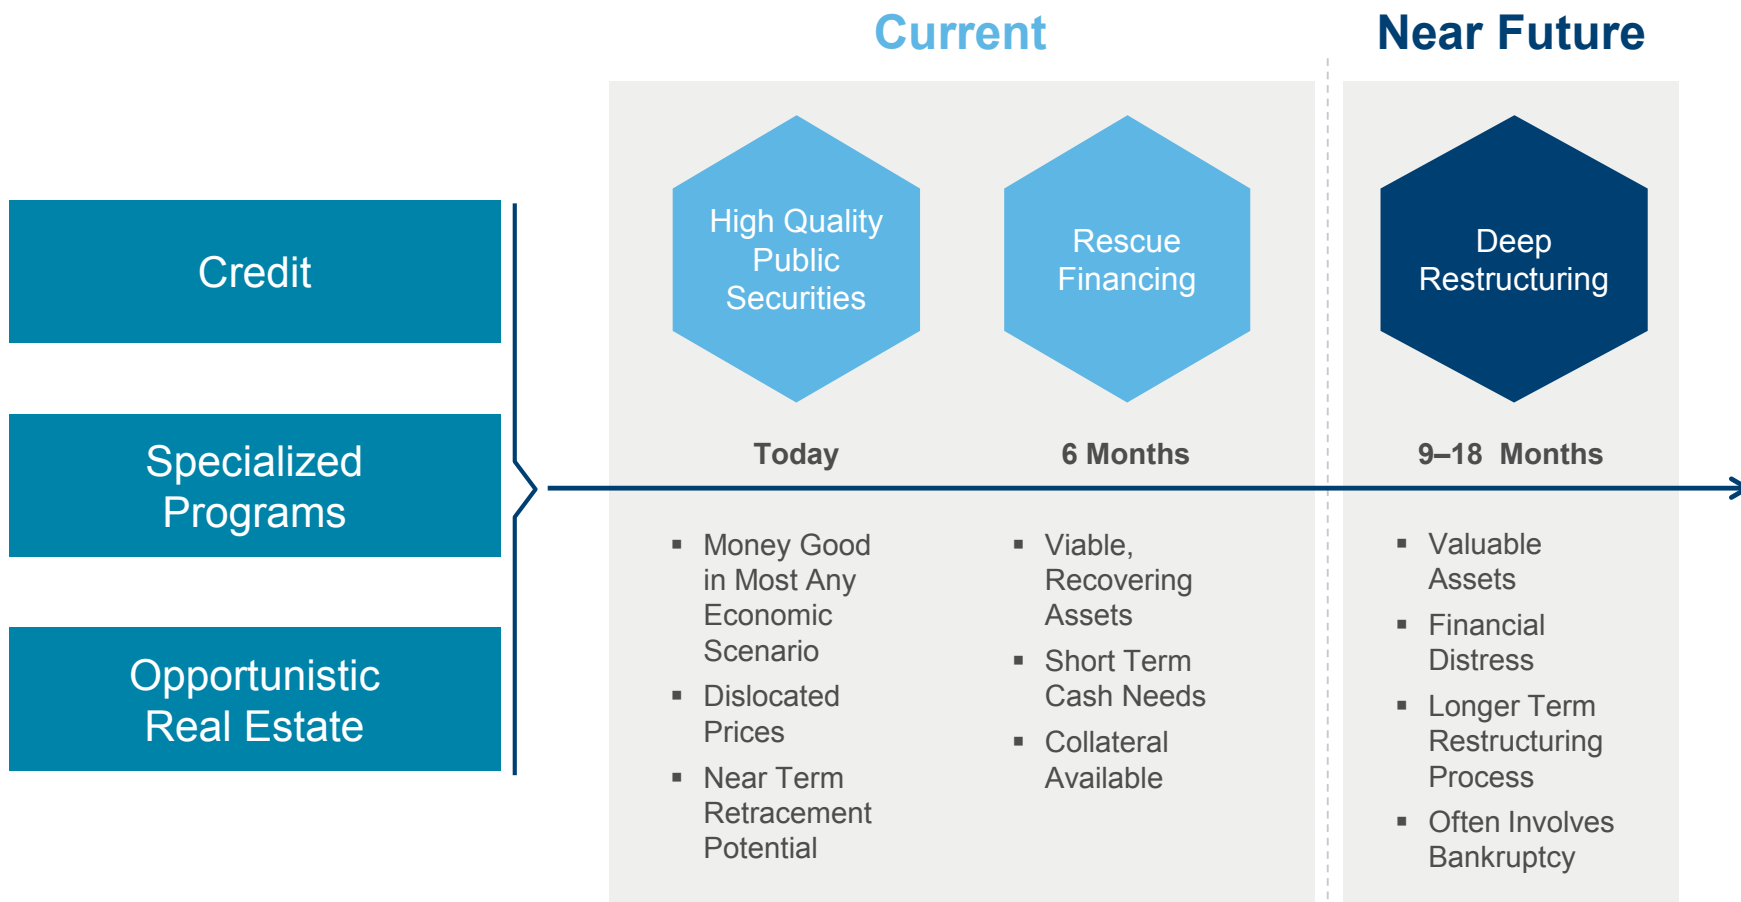 Current
Near Future
Credit
Specialized
Programs
Opportunistic
Real Estate
High Quality
Public
Securities
Rescue
Financing
Deep
Restructuring
Today
6 Months
9–18 Months
▪ Money Good
in Most Any
Economic
Scenario
▪ Dislocated
Prices
▪ Near Term
Retracement
Potential
▪ Viable,
Recovering
Assets
▪ Short Term
Cash Needs
▪ Collateral
Available
▪ Valuable
Assets
▪ Financial
Distress
▪ Longer Term
Restructuring
Process
▪ Often Involves
Bankruptcy